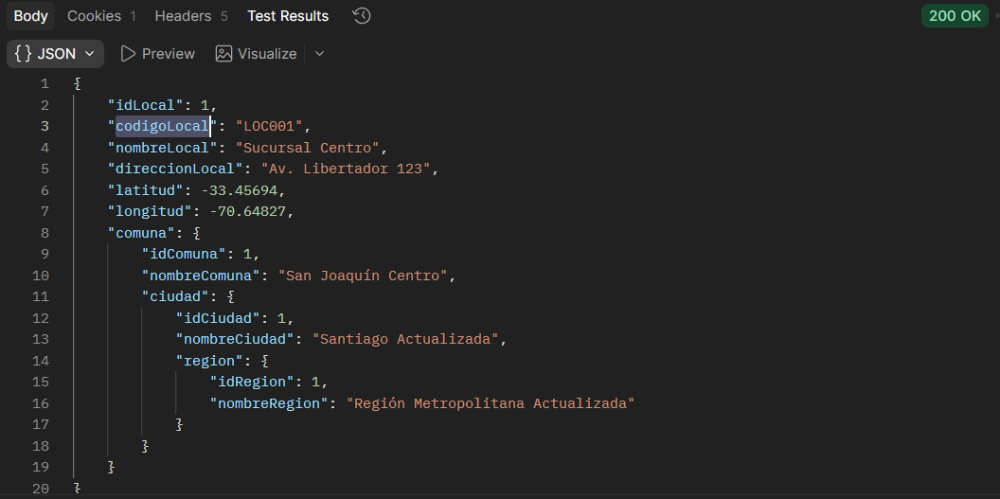 Body Cookies 1 Headers 5 Test Results 200 OK
{} JSON Preview Visualize
1 {
2 "idLocal": 1,
3 "codigoLocal": "LOC001",
4 "nombreLocal": "Sucursal Centro",
5 "direccionLocal": "Av. Libertador 123",
6 "latitud": -33.45694,
7 "longitud": -70.64827,
8 "comuna": {
9 "idComuna": 1,
10 "nombreComuna": "San Joaquín Centro",
11 "ciudad": {
12 "idCiudad": 1,
13 "nombreCiudad": "Santiago Actualizada",
14 "region": {
15 "idRegion": 1,
16 "nombreRegion": "Región Metropolitana Actualizada"
17 }
18 }
19 }
20 }